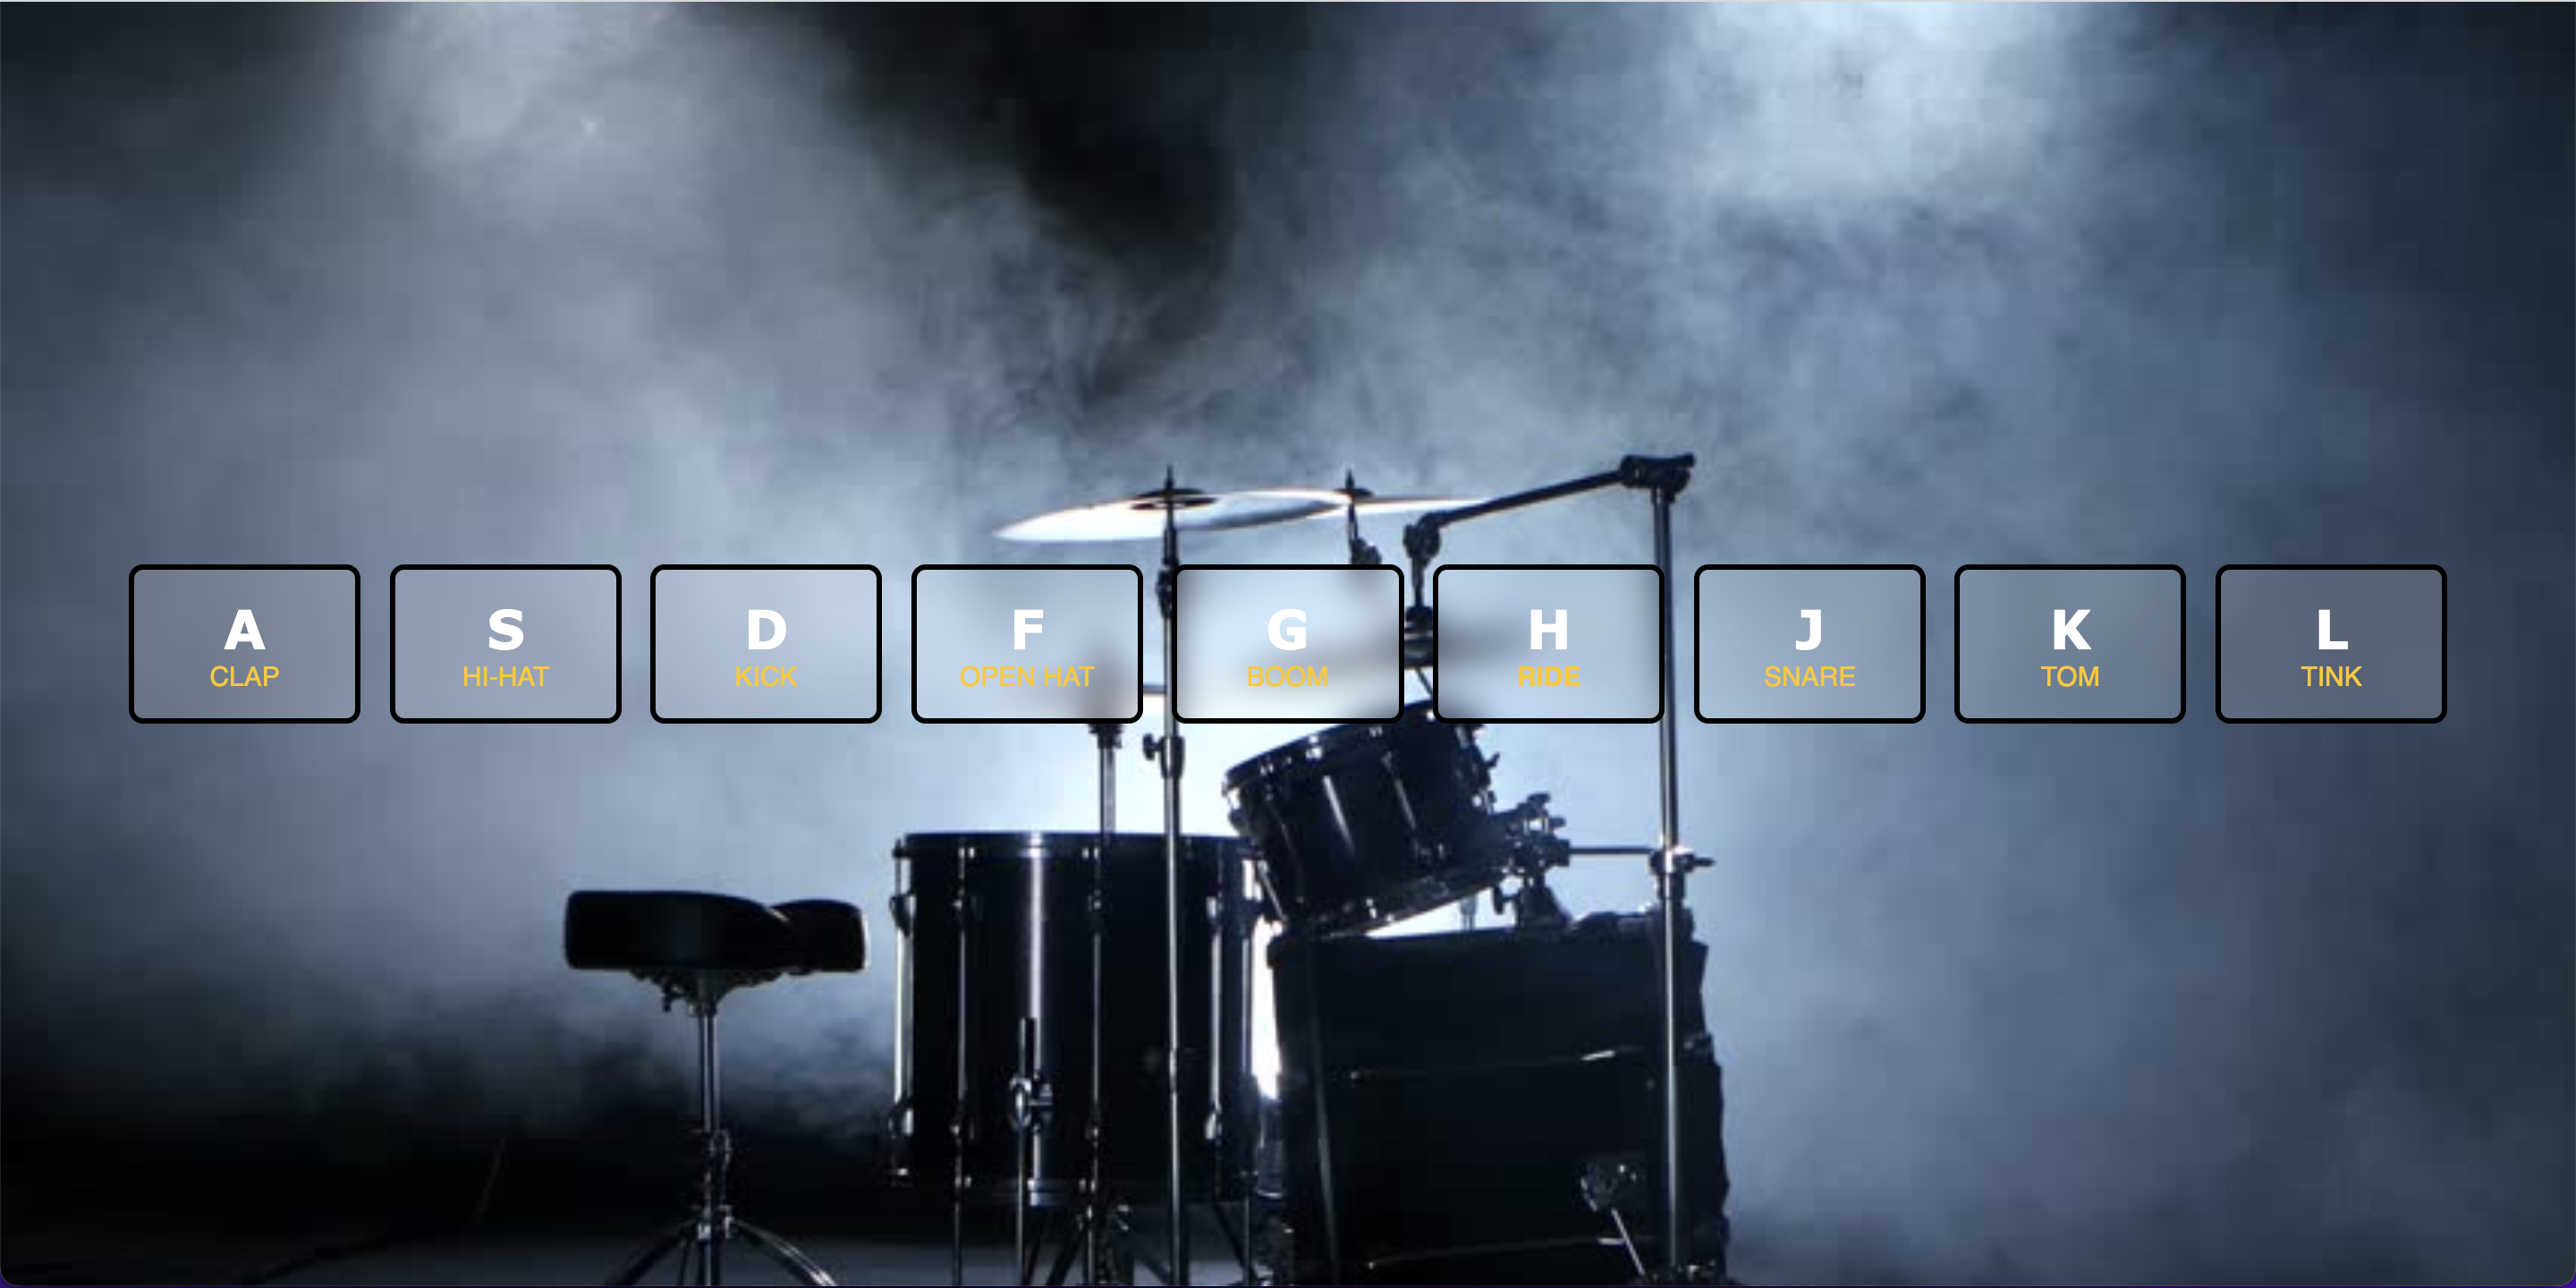 A
CLAP
S
HI-HAT
D
KICK
F
OPEN HAT
G
BOOM
H
RIDE
J
SNARE
K
TOM
L
TINK